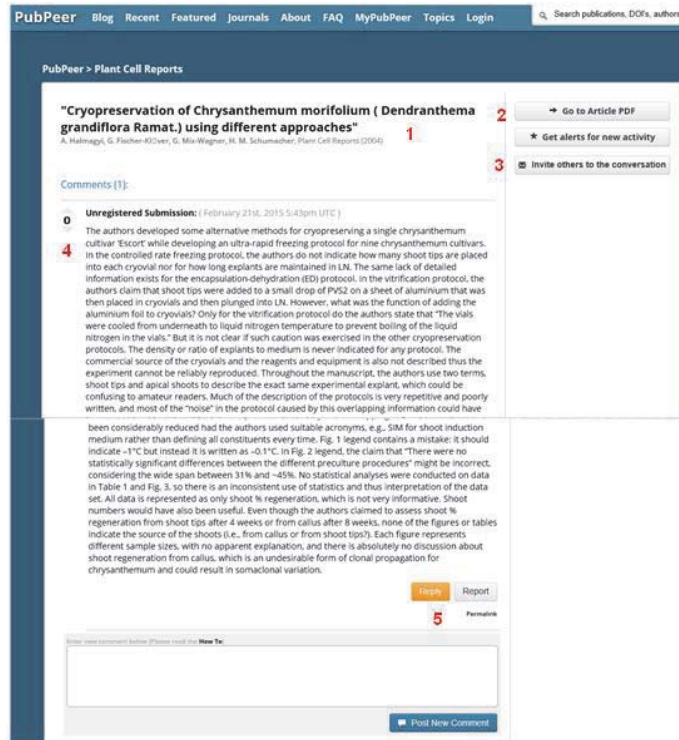 PubPeer Blog Recent Featured Journals About FAQ MyPubPeer Topics Login
Search publications, DOI's, authors
PubPeer > Plant Cell Reports
"Cryopreservation of Chrysanthemum morifolium ( Dendranthema
grandiflora Ramat.) using different approaches"
1
A. Halmagyi, G. Fischer-Klüver, G. Mix-Wagner, H. M. Schumacher, Plant Cell Reports (2004)
2
Go to Article PDF
Get alerts for new activity
3
Invite others to the conversation
Comments (1):
0
Unregistered Submission: ( February 21st, 2015 5:43pm UTC )
4
The authors developed some alternative methods for cryopreserving a single chrysanthemum
cultivar 'Escort' while developing an ultra-rapid freezing protocol for nine chrysanthemum cultivars.
In the controlled rate freezing protocol, the authors do not indicate how many shoot tips are placed
into each cryovial nor for how long explants are maintained in LN. The same lack of detailed
information exists for the encapsulation-dehydration (ED) protocol. In the vitrification protocol, the
authors claim that shoot tips were added to a small drop of PVS2 on a sheet of aluminium that was
then placed in cryovials and then plunged into LN. However, what was the function of adding the
aluminium foil to cryovials? Only for the vitrification protocol do the authors state that "The vials
were cooled from underneath to liquid nitrogen temperature to prevent boiling of the liquid
nitrogen in the vials." But it is not clear if such caution was exercised in the other cryopreservation
protocols. The density or ratio of explants to medium is never indicated for any protocol. The
commercial source of the cryovials and the reagents and equipment is also not described thus the
experiment cannot be reliably reproduced. Throughout the manuscript, the authors use two terms,
shoot tips and apical shoots to describe the exact same experimental explant, which could be
confusing to amateur readers. Much of the description of the protocols is very repetitive and poorly
written, and most of the "noise" in the protocol caused by this overlapping information could have
been considerably reduced had the authors used suitable acronyms, e.g., SIM for shoot induction
medium rather than defining all constituents every time. Fig. 1 legend contains a mistake: it should
indicate –1°C but instead it is written as –0.1°C. In Fig. 2 legend, the claim that "There were no
statistically significant differences between the different preculture procedures" might be incorrect,
considering the wide span between 31% and ~45%. No statistical analyses were conducted on data
in Table 1 and Fig. 3, so there is an inconsistent use of statistics and thus interpretation of the data
set. All data is represented as only shoot % regeneration, which is not very informative. Shoot
numbers would have also been useful. Even though the authors claimed to assess shoot %
regeneration from shoot tips after 4 weeks or from callus after 8 weeks, none of the figures or tables
indicate the source of the shoots (i.e., from callus or from shoot tips?). Each figure represents
different sample sizes, with no apparent explanation, and there is absolutely no discussion about
shoot regeneration from callus, which is an undesirable form of clonal propagation for
chrysanthemum and could result in somaclonal variation.
Reply Report
5
Permalink
Enter new comment below (Please read the How To)
Post New Comment